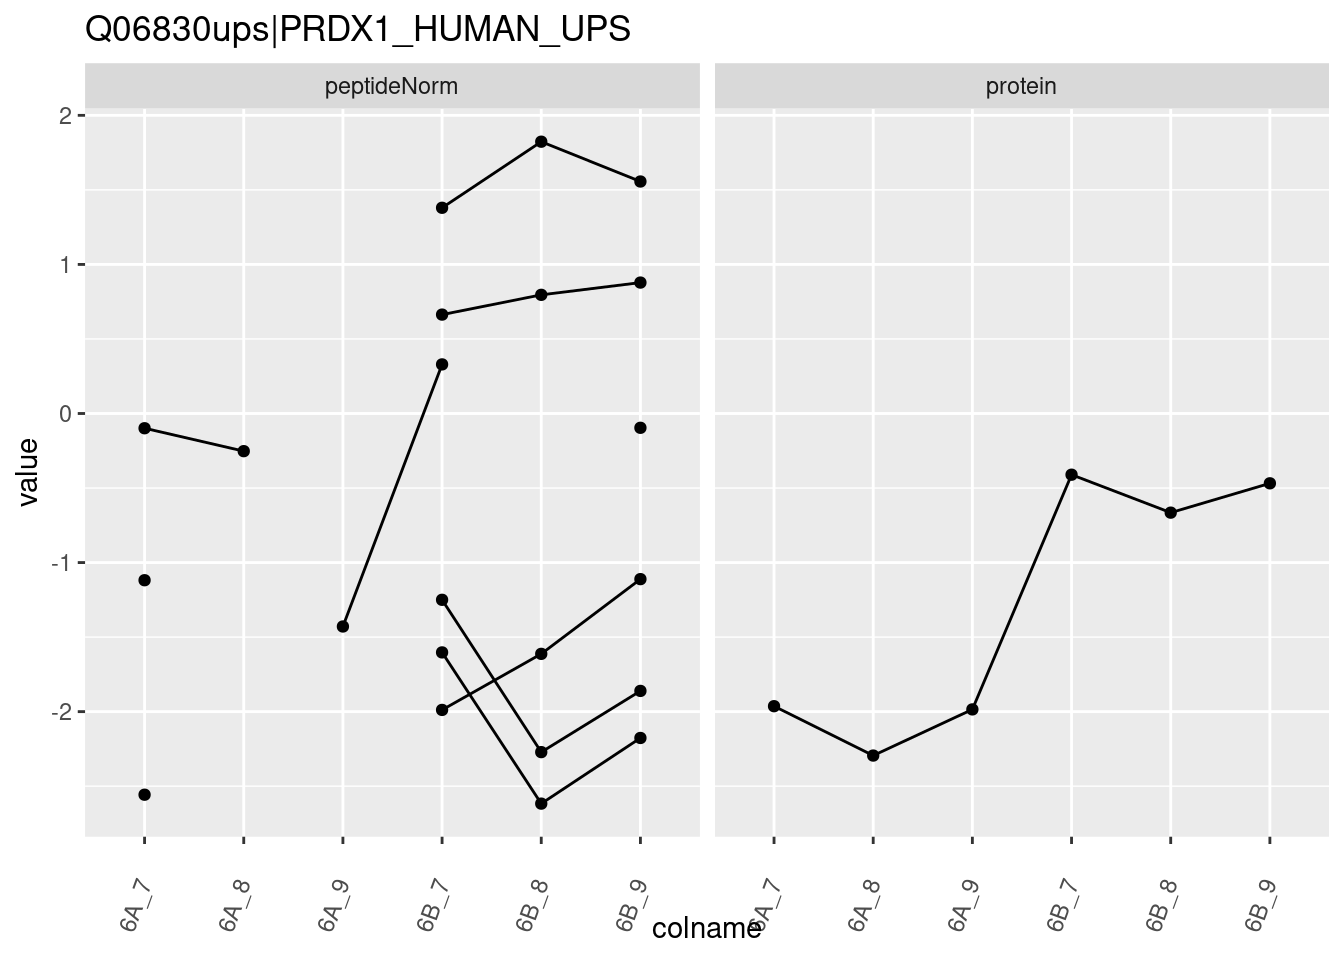 Q06830ups|PRDX1_HUMAN_UPS
peptideNorm
protein
2
1
0
-1
-2
value
6A_7
6A_8
6A_9
6B_7
6B_8
6B_9
6A_7
6A_8
6A_9
6B_7
6B_8
6B_9
colname